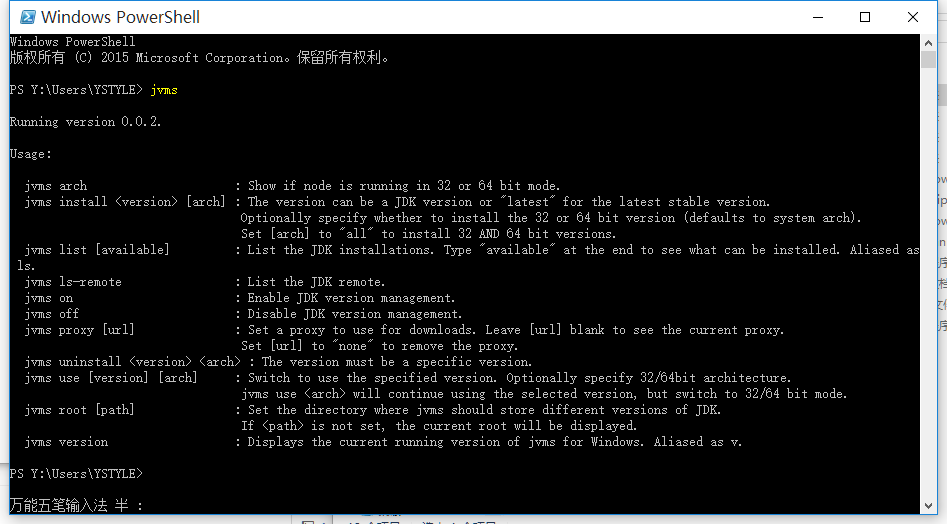 Windows PowerShell
Windows PowerShell
版权所有 (C) 2015 Microsoft Corporation。保留所有权利。
PS Y:\Users\YSTYLE> jvms
Running version 0.0.2.
Usage:
jvms arch : Show if node is running in 32 or 64 bit mode.
jvms install <version> [arch] : The version can be a JDK version or "latest" for the latest stable version.
Optionally specify whether to install the 32 or 64 bit version (defaults to system arch).
Set [arch] to "all" to install 32 AND 64 bit versions.
jvms list [available] : List the JDK installations. Type "available" at the end to see what can be installed. Aliased as
ls.
jvms ls-remote : List the JDK remote.
jvms on : Enable JDK version management.
jvms off : Disable JDK version management.
jvms proxy [url] : Set a proxy to use for downloads. Leave [url] blank to see the current proxy.
Set [url] to "none" to remove the proxy.
jvms uninstall <version> <arch> : The version must be a specific version.
jvms use [version] [arch] : Switch to use the specified version. Optionally specify 32/64bit architecture.
jvms use <arch> will continue using the selected version, but switch to 32/64 bit mode.
jvms root [path] : Set the directory where jvms should store different versions of JDK.
If <path> is not set, the current root will be displayed.
jvms version : Displays the current running version of jvms for Windows. Aliased as v.
PS Y:\Users\YSTYLE>
万能五笔输入法 半 :